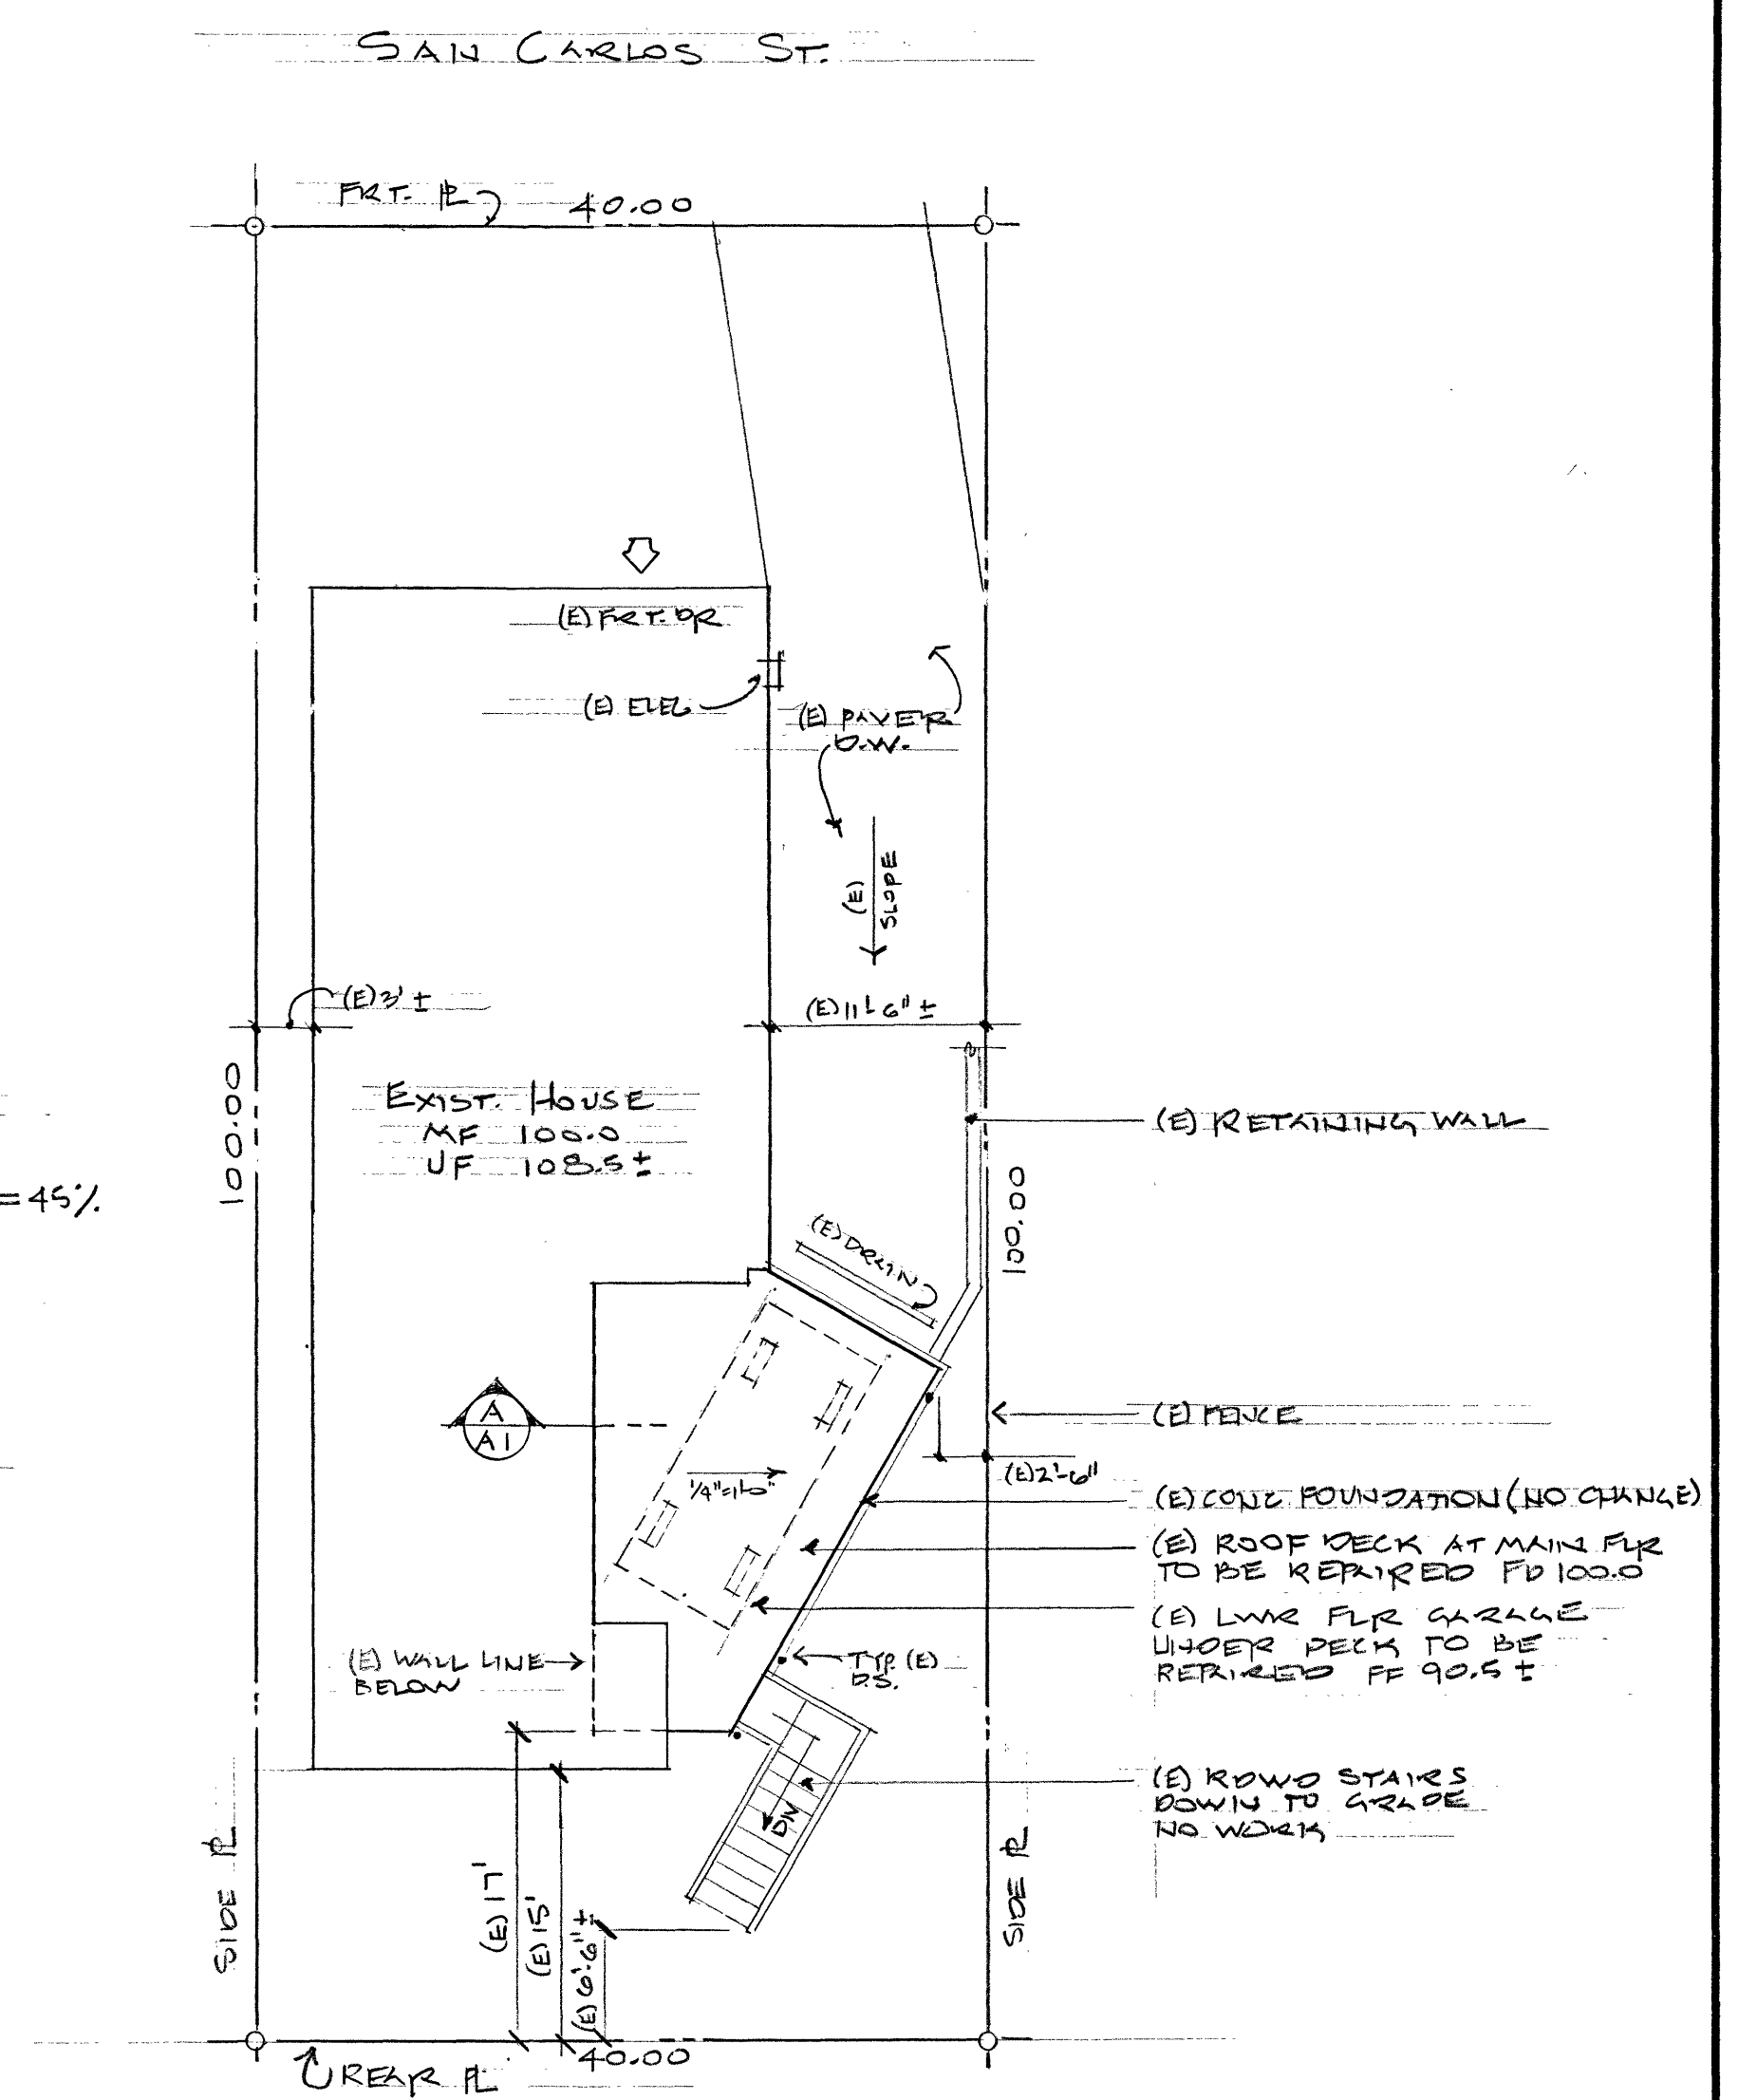 SAN CARLOS ST.
FRT. PL
40.00
(E) FRT. DR
(E) ELEC
(E) PAVER
D.W.
(E)
SLOPE
(E) 3' ±
(E) 11'-6" ±
EXIST. HOUSE
MF 100.0
UF 108.5 ±
100.00
= 45%
(E) RETAINING WALL
100.00
(E) DRAIN
A
A1
(E) FENCE
1/4"=1'-0"
(E) 2'-6"
(E) CONC FOUNDATION (NO CHANGE)
(E) ROOF DECK AT MAIN FLR
TO BE REPAIRED FD 100.0
(E) LWR FLR GARAGE
UNDER DECK TO BE
REPAIRED FF 90.5 ±
(E) WALL LINE
BELOW
TYP. (E)
D.S.
(E) RDWD STAIRS
DOWN TO GRADE
NO WORK
DN
SIDE PL
(E) 17'
(E) 15'
(E) 6'-6" ±
SIDE PL
40.00
REAR PL